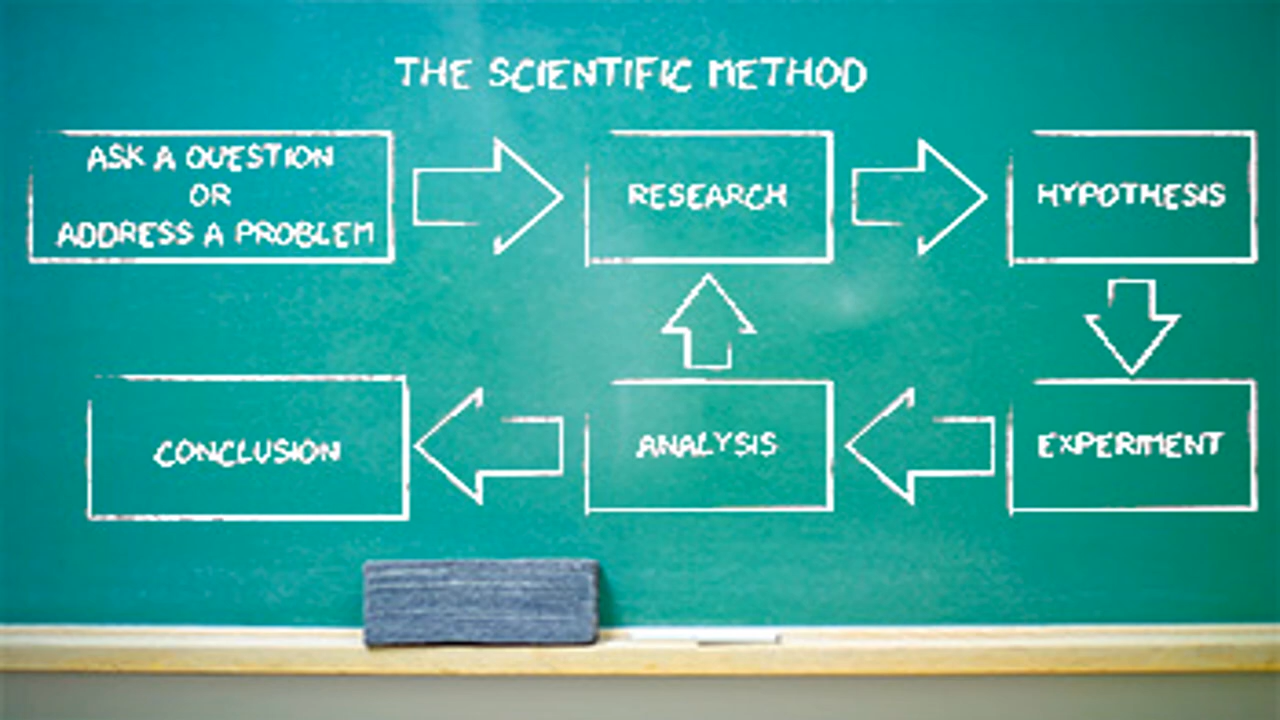 THE SCIENTIFIC METHOD
ASK A QUESTION
OR
ADDRESS A PROBLEM
RESEARCH
HYPOTHESIS
CONCLUSION
ANALYSIS
EXPERIMENT